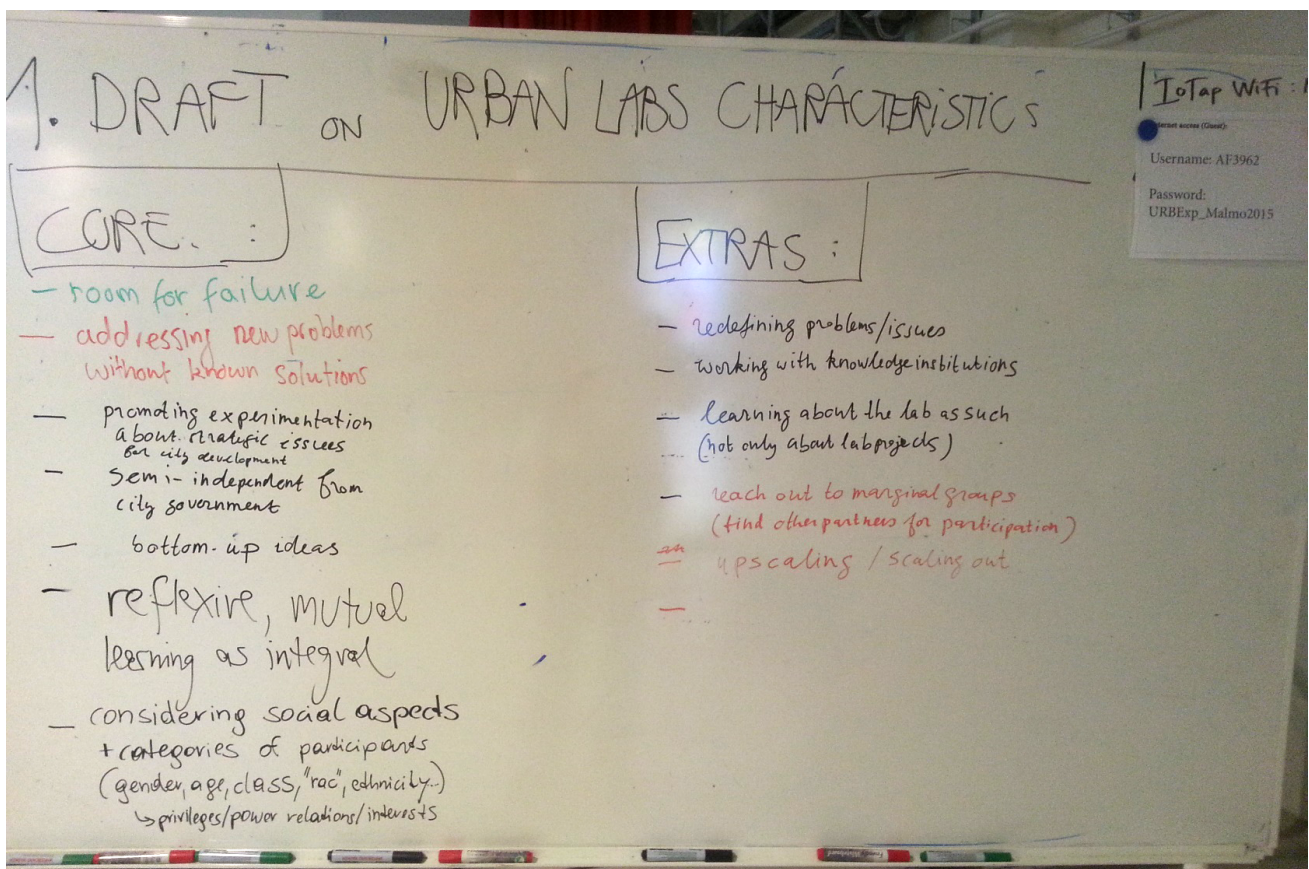 1. DRAFT ON URBAN LABS CHARACTERISTICS
CORE. :
- room for failure
- addressing new problems
without known solutions
- promoting experimentation
about strategic issues
for city development
- semi-independent from
city government
- bottom-up ideas
- reflexive, mutual
learning as integral
- considering social aspects
+ categories of participants
(gender, age, class, "rac", ethnicity..)
↳ privileges/power relations/interests
EXTRAS :
- redefining problems/issues
- working with knowledge institutions
- learning about the lab as such
(not only about lab projects)
- reach out to marginal groups
(find other partners for participation)
- upscaling / scaling out
-
IoTap WiFi :
Internet access (Guest):
Username: AF3962
Password:
URBExp_Malmo2015